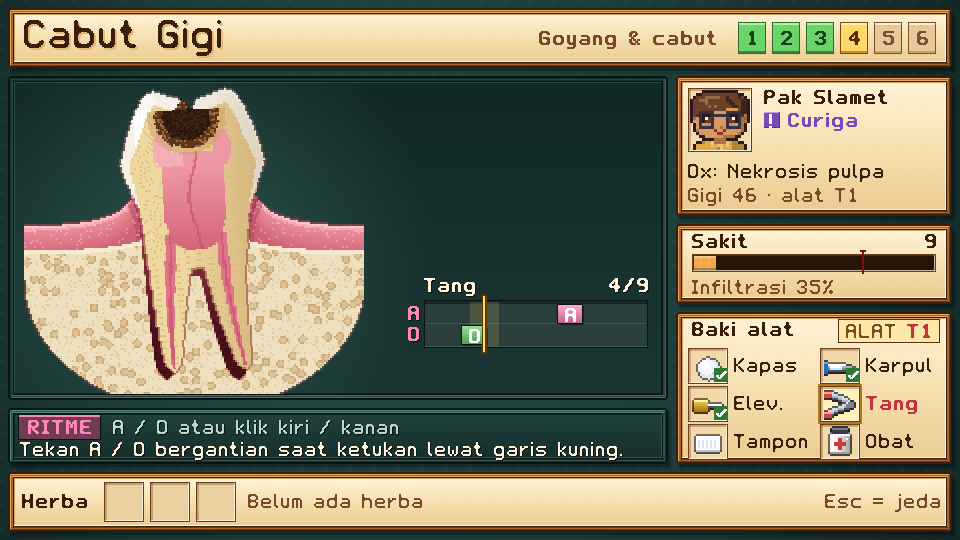 Cabut Gigi
Goyang & cabut 1 2 3 4 5 6
Pak Slamet
Curiga
Dx: Nekrosis pulpa
Gigi 46 · alat T1
Sakit 9
Infiltrasi 35%
Tang 4/9
A A
D D
Baki alat ALAT T1
Kapas Karpul
Elev. Tang
Tampon Obat
RITME A / D atau klik kiri / kanan
Tekan A / D bergantian saat ketukan lewat garis kuning.
Herba Belum ada herba Esc = jeda